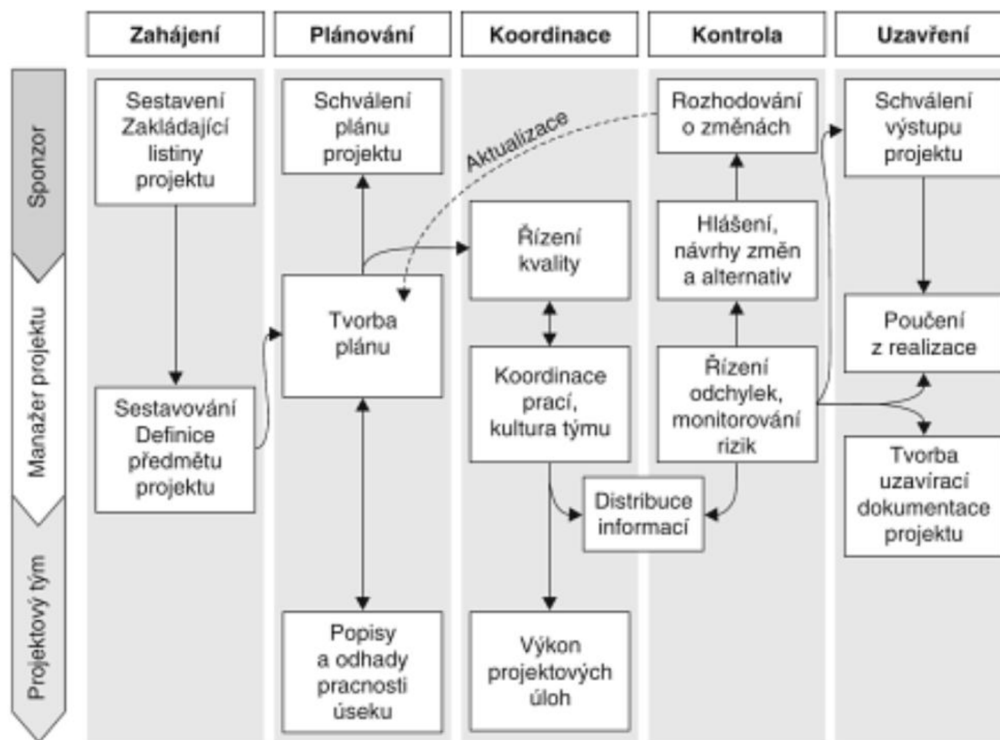 Zahájení
Plánování
Koordinace
Kontrola
Uzavření
Sponzor
Manažer projektu
Projektový tým
Sestavení
Zakládající
listiny
projektu
Sestavování
Definice
předmětu
projektu
Schválení
plánu
projektu
Tvorba
plánu
Popisy
a odhady
pracnosti
úseku
Aktualizace
Řízení
kvality
Koordinace
prací,
kultura týmu
Distribuce
informací
Výkon
projektových
úloh
Rozhodování
o změnách
Hlášení,
návrhy změn
a alternativ
Řízení
odchylek,
monitorování
rizik
Schválení
výstupu
projektu
Poučení
z realizace
Tvorba
uzavírací
dokumentace
projektu